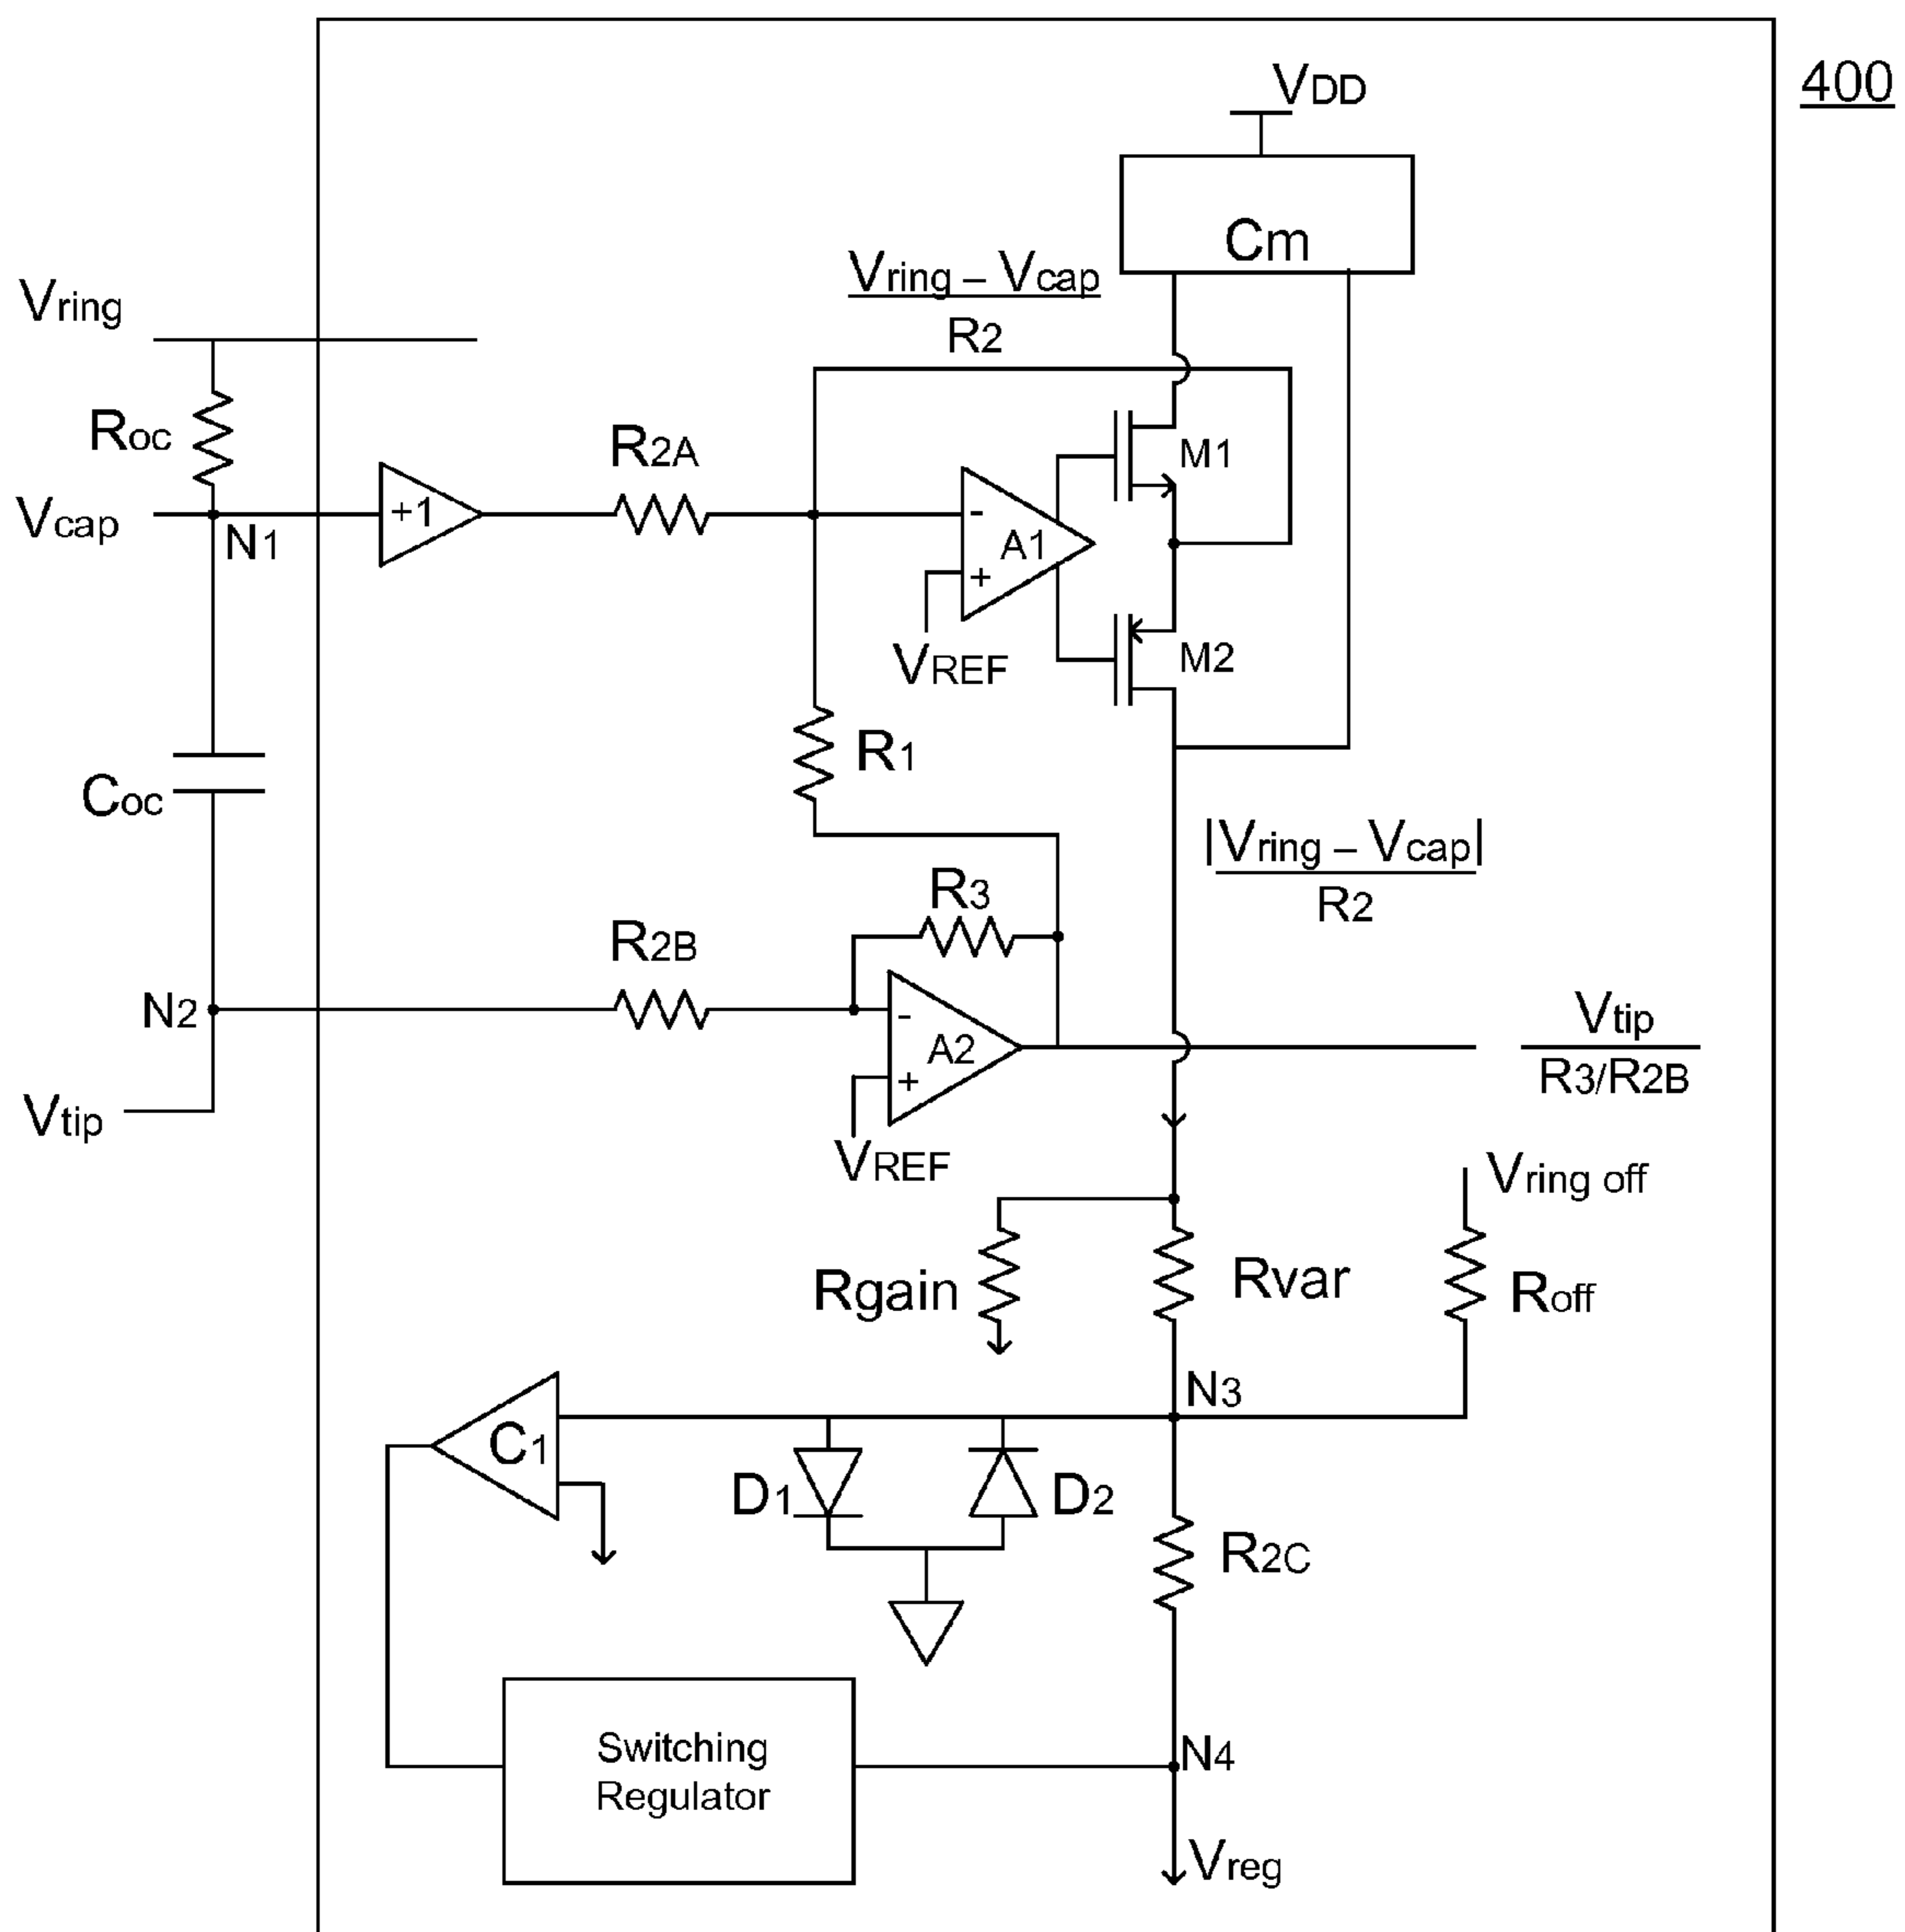 400
VDD
Cm
Vring – Vcap
R2
Vring
Roc
R2A
M1
Vcap
N1
+1
-
A1
+
VREF
M2
R1
Coc
|Vring – Vcap|
R2
R3
R2B
N2
-
A2
+
VREF
Vtip
R3/R2B
Vtip
Vring off
Rgain
Rvar
Roff
N3
C1
D1
D2
R2C
Switching
Regulator
N4
Vreg